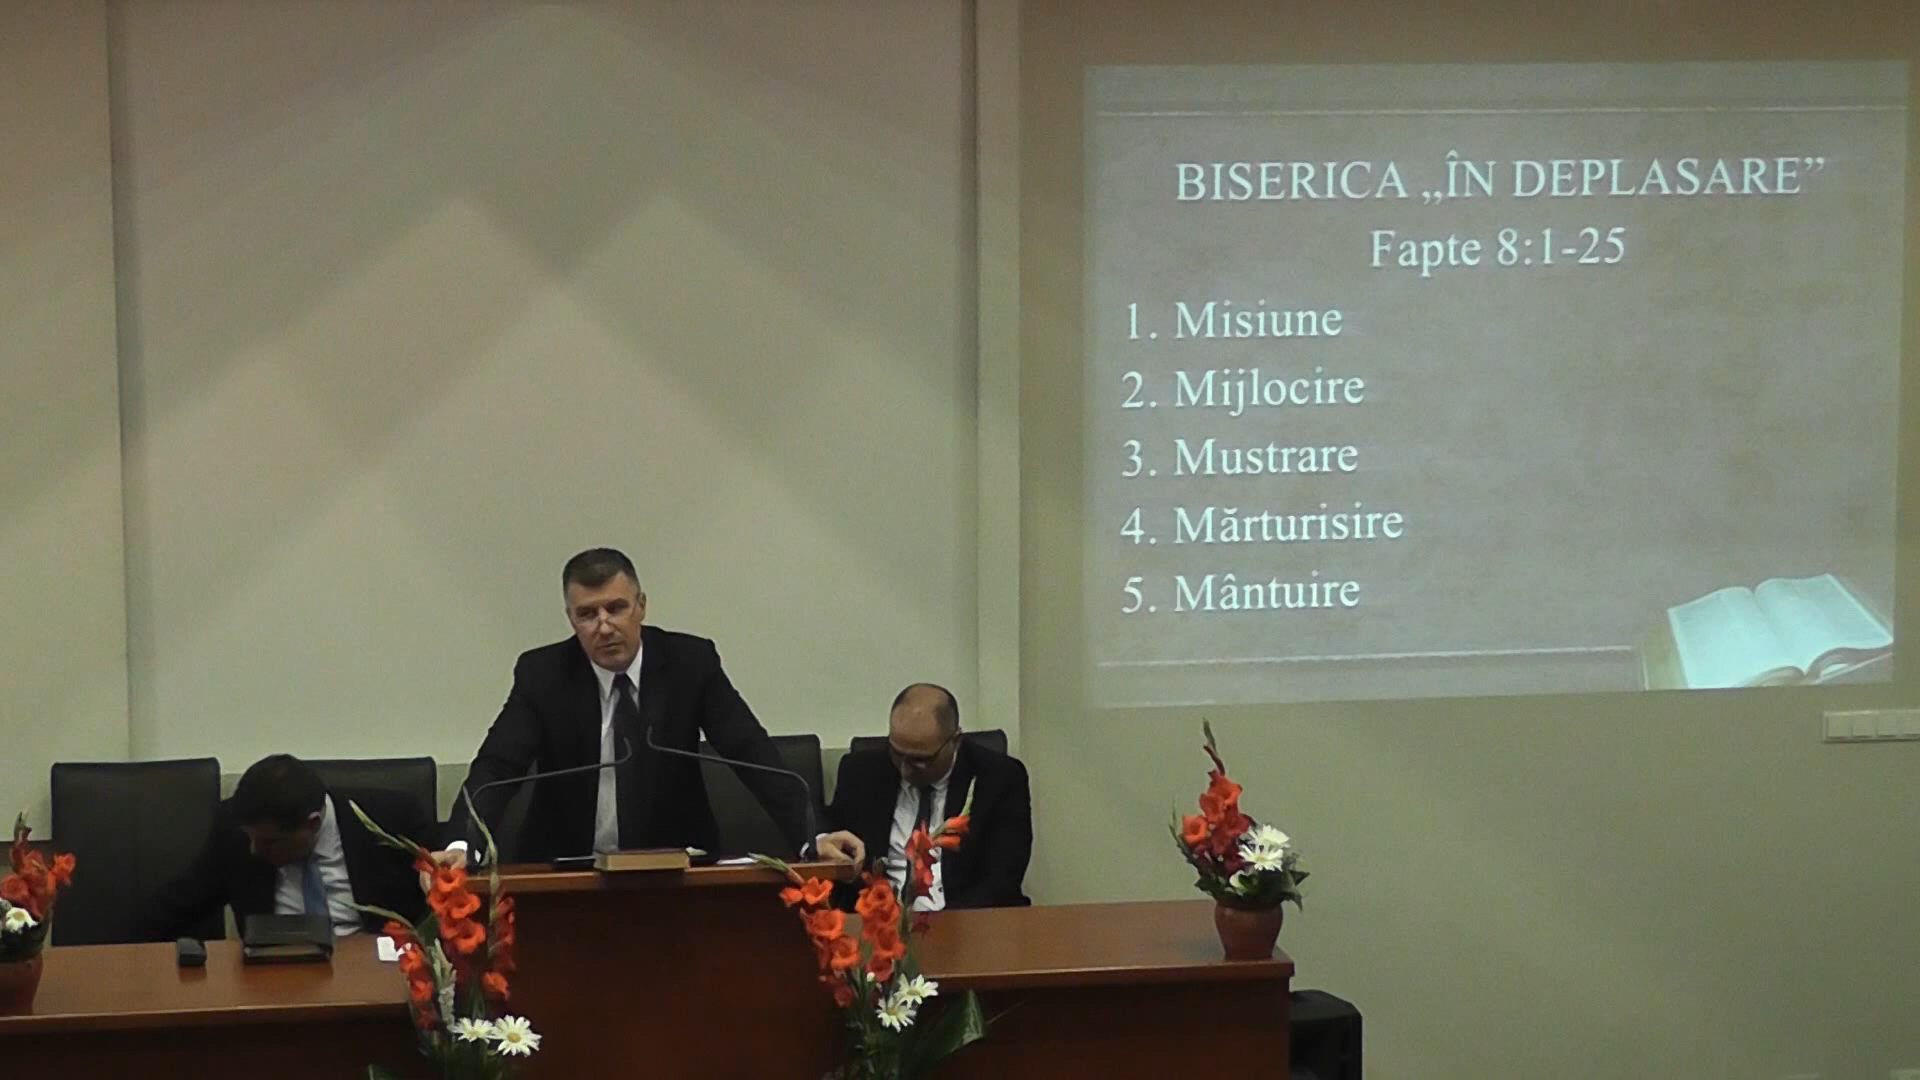 BISERICA „ÎN DEPLASARE”
Fapte 8:1-25
1. Misiune
2. Mijlocire
3. Mustrare
4. Mărturisire
5. Mântuire